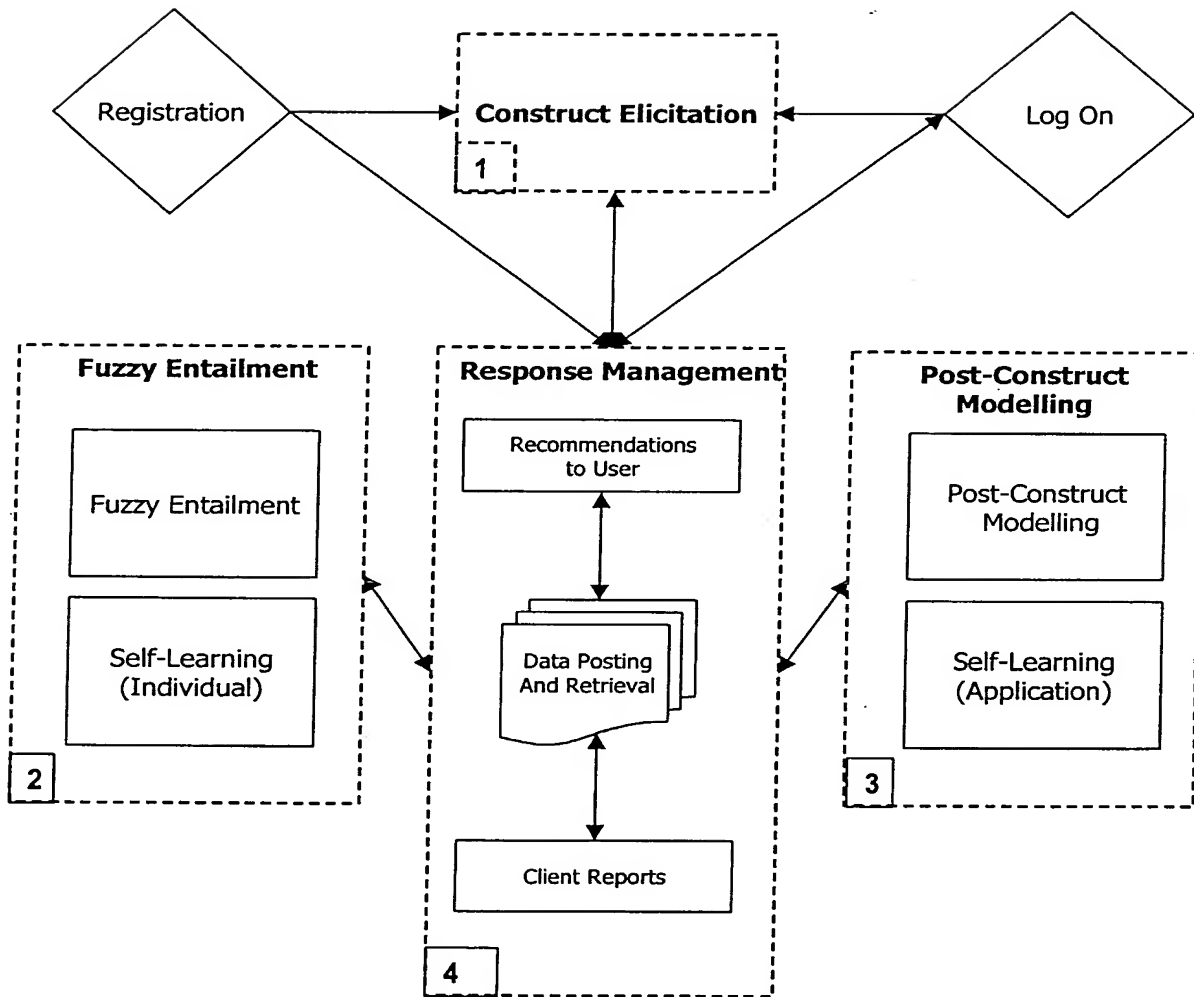 Registration
Construct Elicitation
1
Log On
Fuzzy Entailment
Fuzzy Entailment
Self-Learning
(Individual)
2
Response Management
Recommendations
to User
Data Posting
And Retrieval
Client Reports
4
Post-Construct
Modelling
Post-Construct
Modelling
Self-Learning
(Application)
3